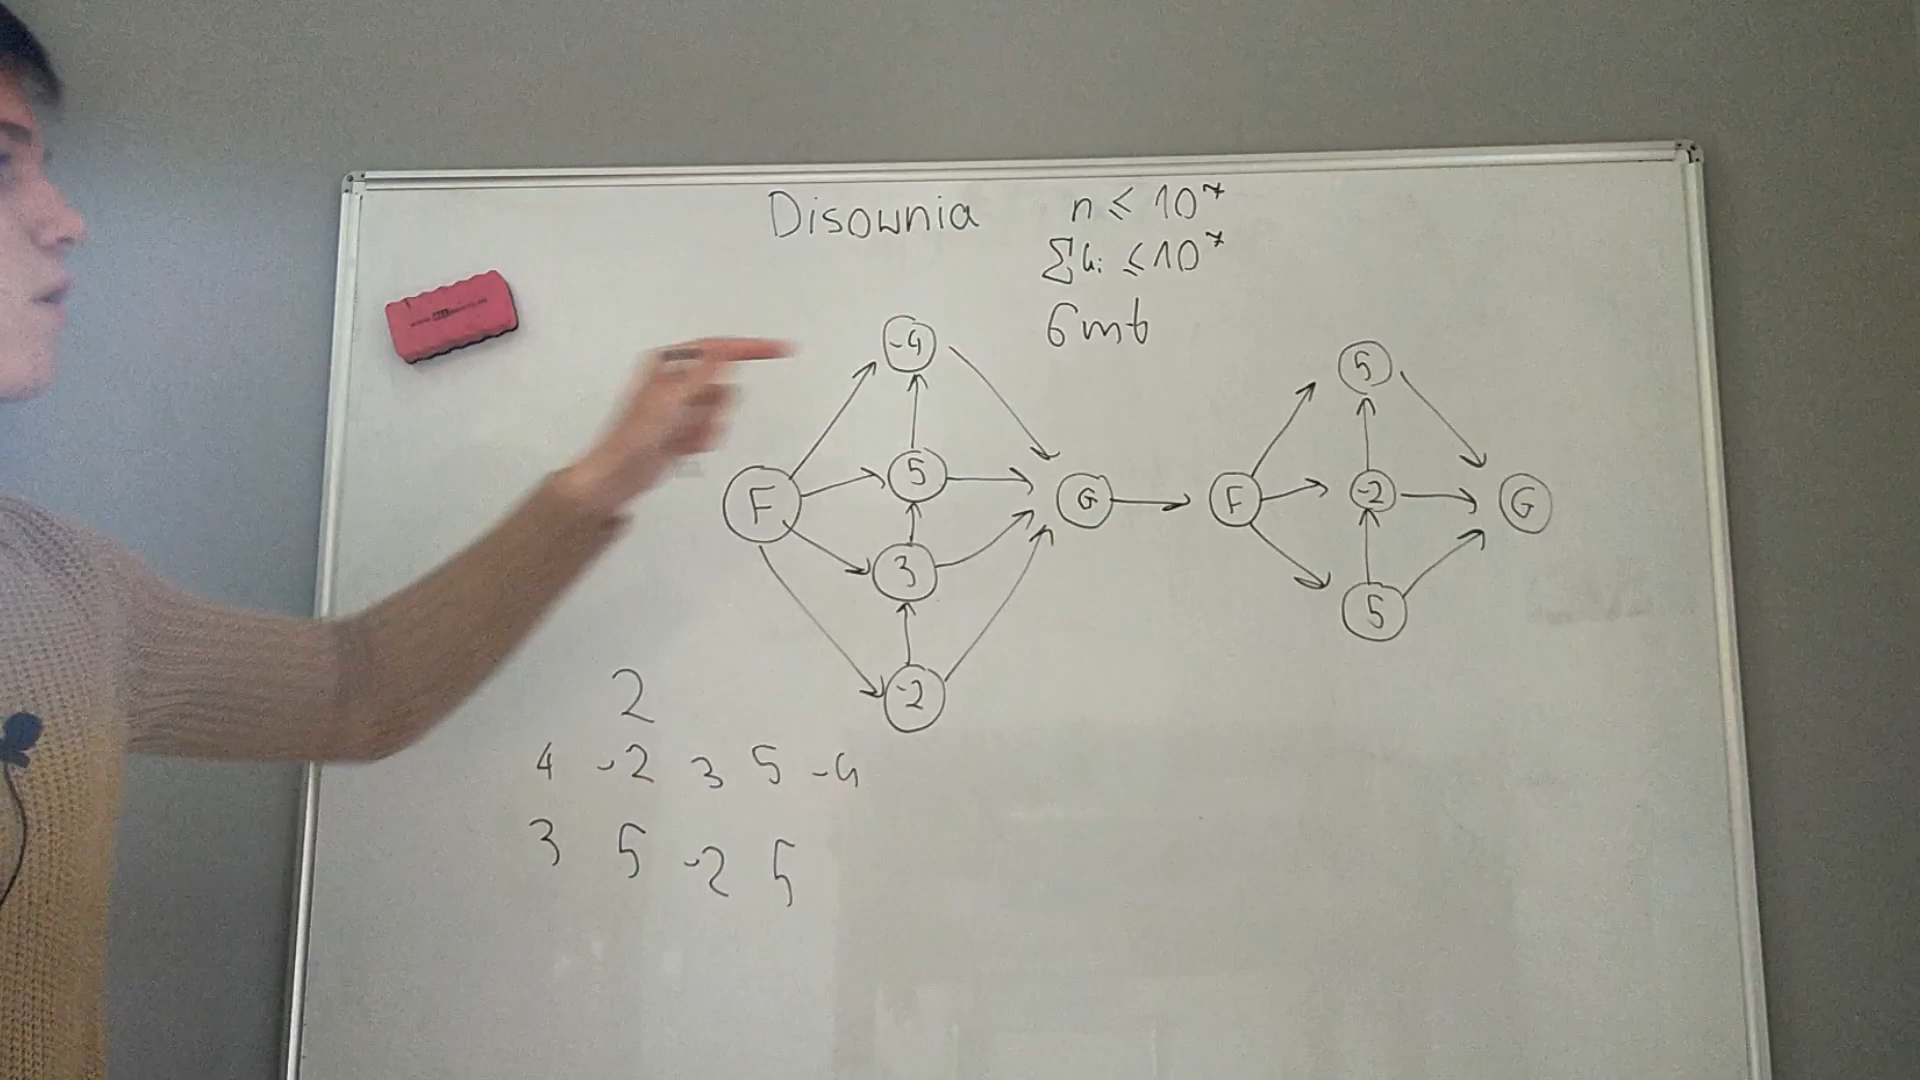 Disownia
n ≤ 10⁷
Σki ≤ 10⁷
6mb
F
-4
5
3
-2
G
F
5
-2
5
G
2
4 -2 3 5 -4
3 5 -2 5